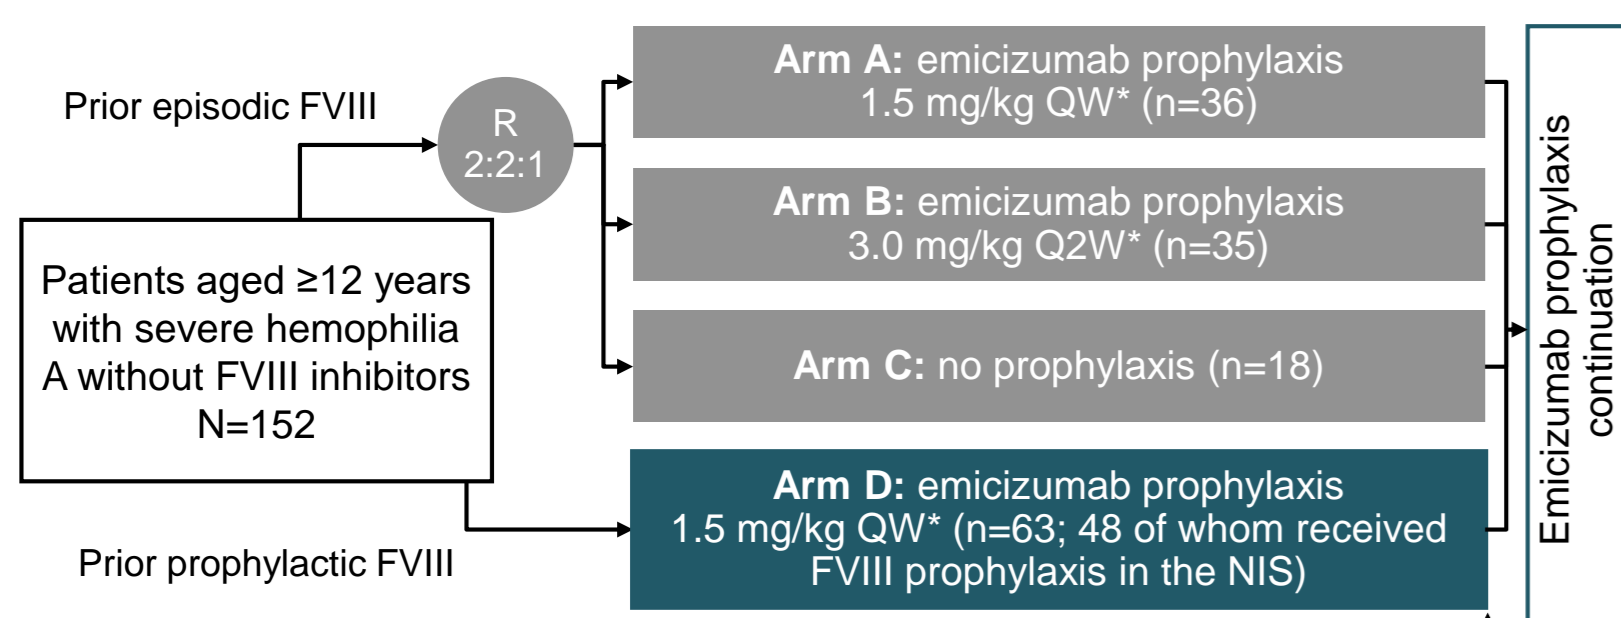 Prior episodic FVIII
R
2:2:1
Patients aged ≥12 years
with severe hemophilia
A without FVIII inhibitors
N=152
Prior prophylactic FVIII
Arm A: emicizumab prophylaxis
1.5 mg/kg QW* (n=36)
Arm B: emicizumab prophylaxis
3.0 mg/kg Q2W* (n=35)
Arm C: no prophylaxis (n=18)
Arm D: emicizumab prophylaxis
1.5 mg/kg QW* (n=63; 48 of whom received
FVIII prophylaxis in the NIS)
Emicizumab prophylaxis
continuation